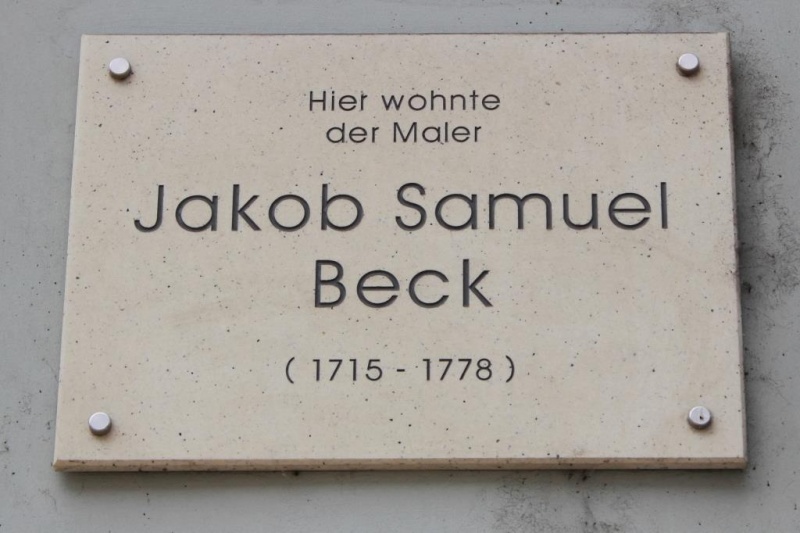 Hier wohnte
der Maler
Jakob Samuel
Beck
( 1715 - 1778 )